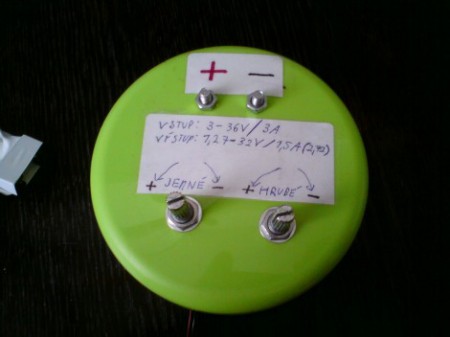 + −
VSTUP: 3-36V/3A
VÝSTUP: 1,27-32V/1,5A
+ JEMNÉ − + HRUBÉ −